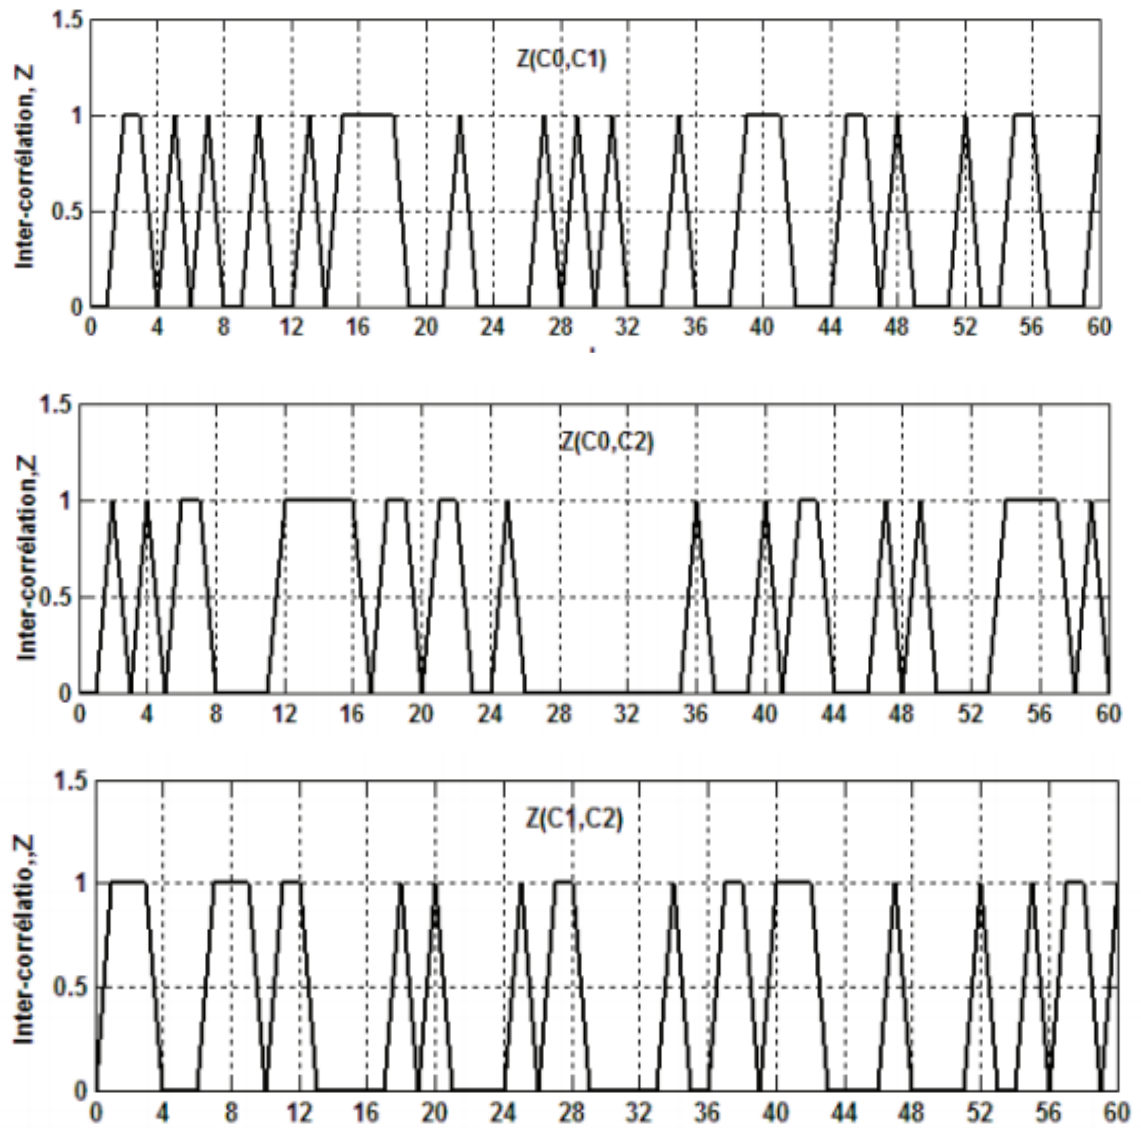 1.5
Z(C0,C1)
1
0.5
0
Inter-corrélation, Z
0 4 8 12 16 20 24 28 32 36 40 44 48 52 56 60
1.5
Z(C0,C2)
1
0.5
0
Inter-corrélation,Z
0 4 8 12 16 20 24 28 32 36 40 44 48 52 56 60
1.5
Z(C1,C2)
1
0.5
0
Inter-corrélatio,,Z
0 4 8 12 16 20 24 28 32 36 40 44 48 52 56 60